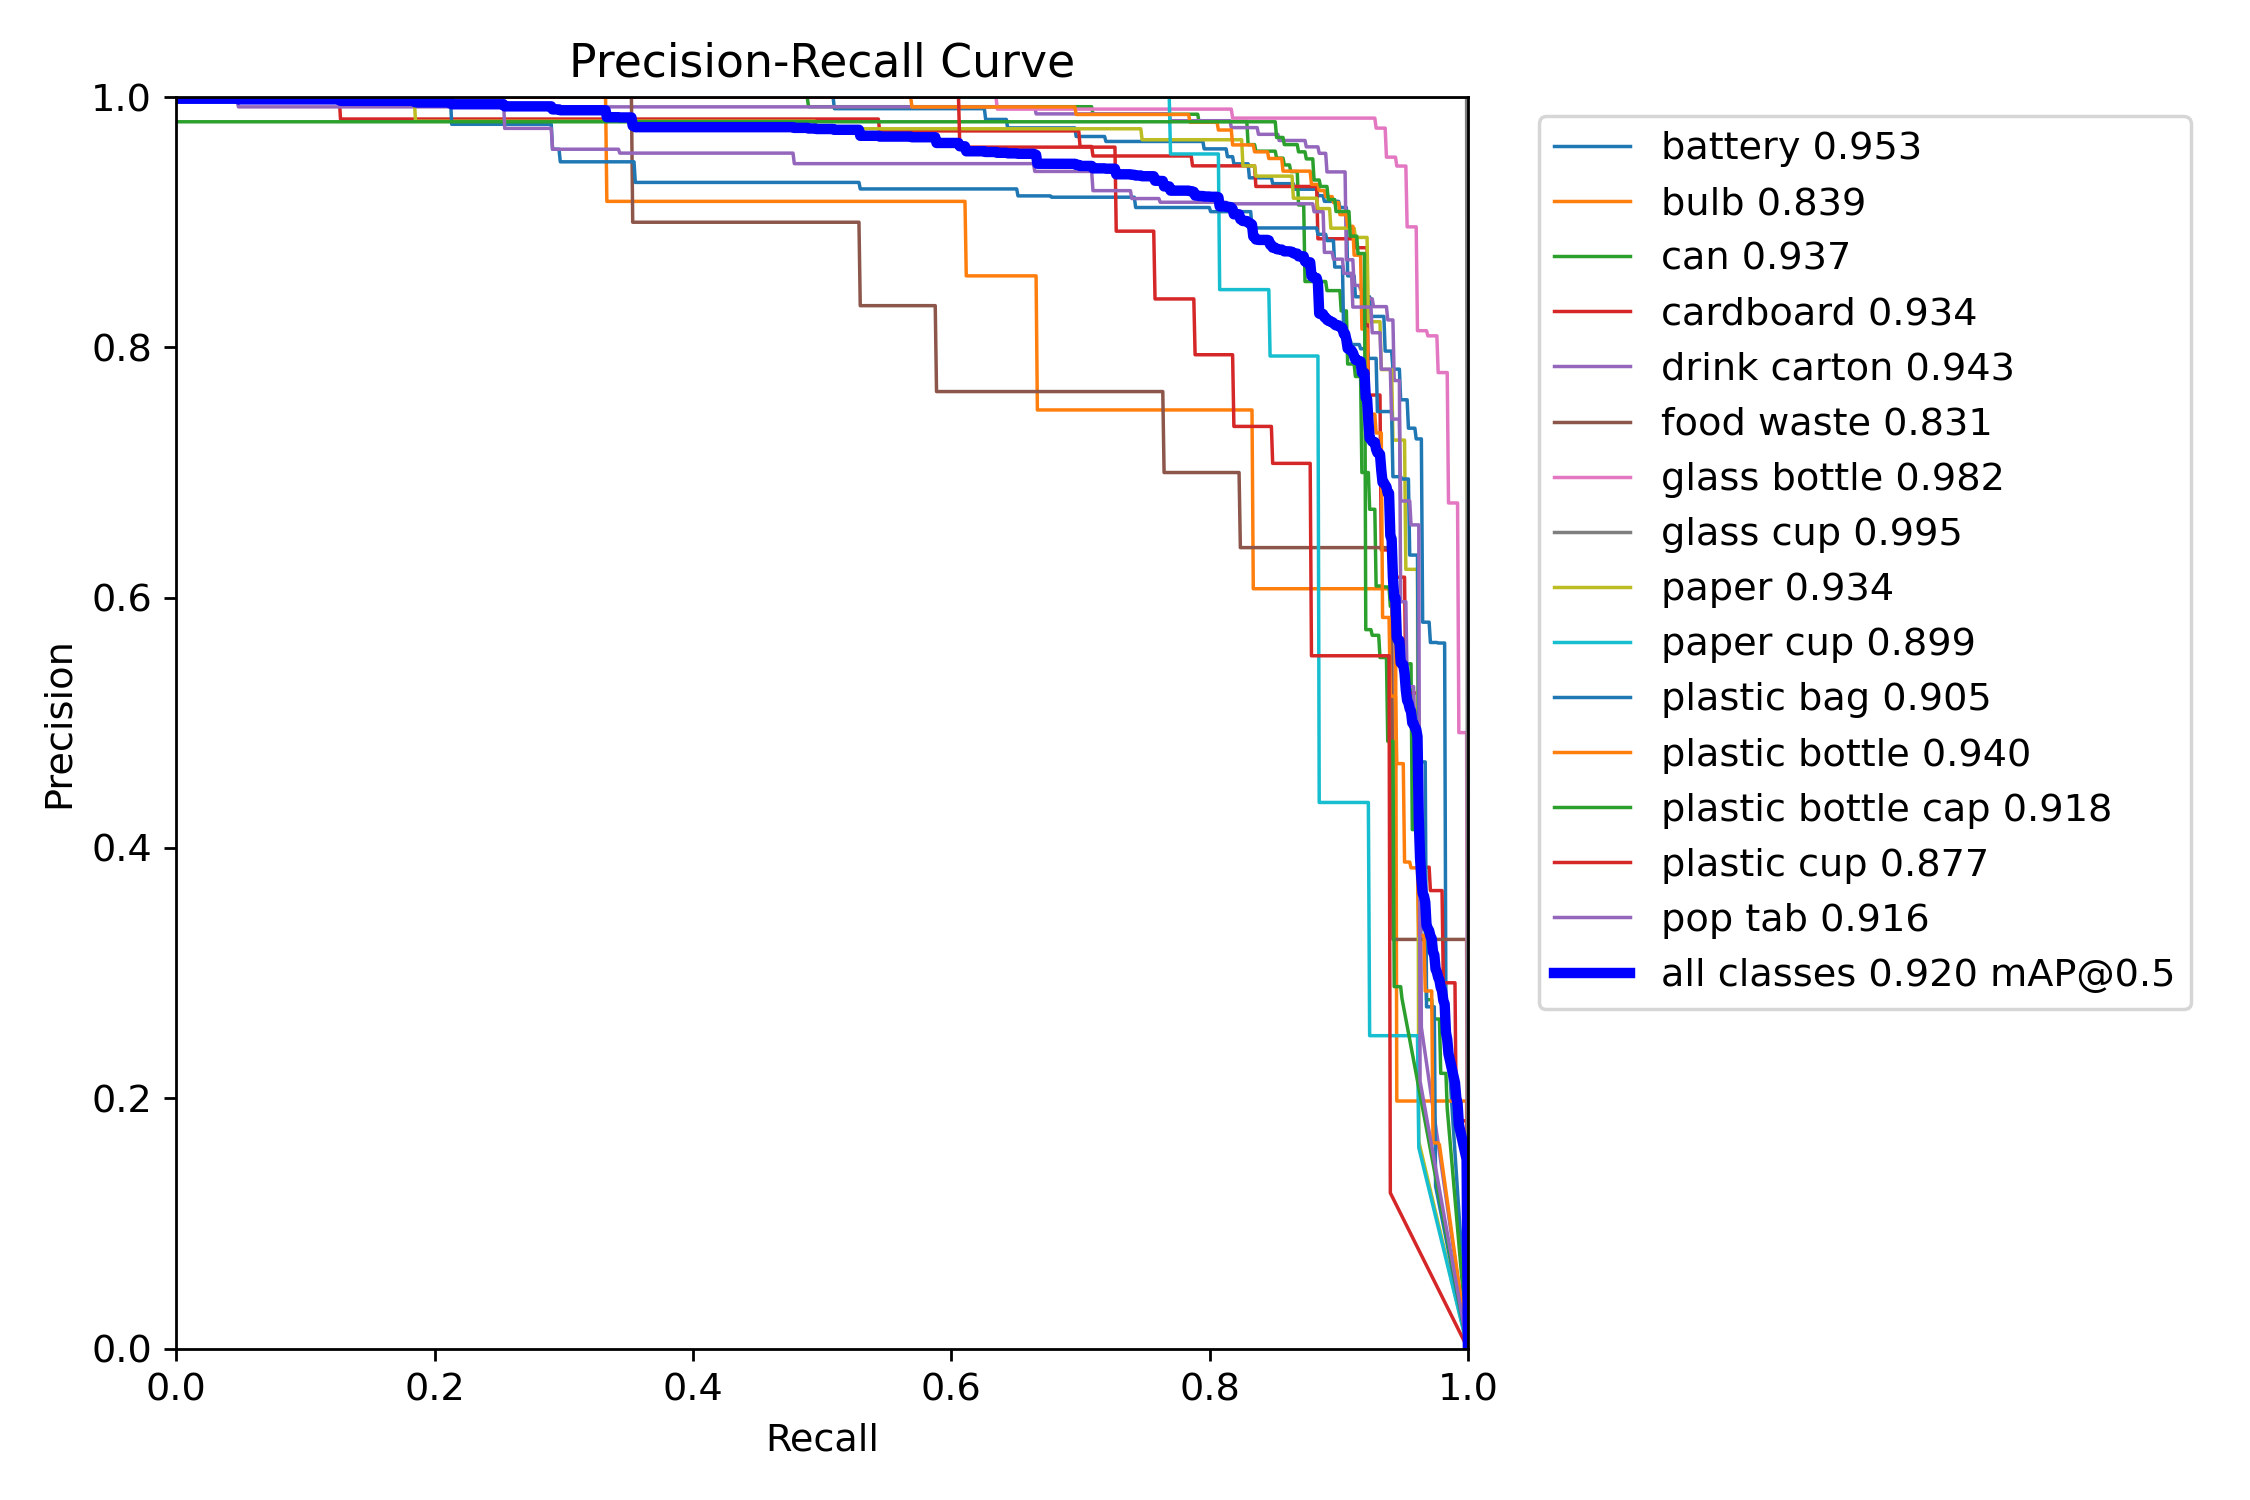 Precision-Recall Curve
1.0
0.8
0.6
0.4
0.2
0.0
Precision
0.0 0.2 0.4 0.6 0.8 1.0
Recall
battery 0.953
bulb 0.839
can 0.937
cardboard 0.934
drink carton 0.943
food waste 0.831
glass bottle 0.982
glass cup 0.995
paper 0.934
paper cup 0.899
plastic bag 0.905
plastic bottle 0.940
plastic bottle cap 0.918
plastic cup 0.877
pop tab 0.916
all classes 0.920 mAP@0.5